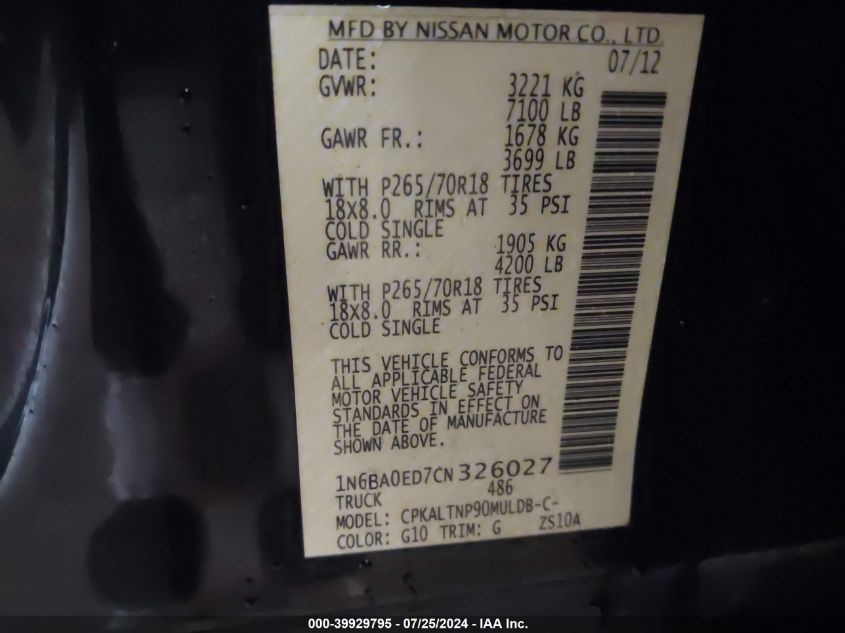 MFD BY NISSAN MOTOR CO., LTD.
DATE: 07/12
GVWR: 3221 KG
7100 LB
GAWR FR.: 1678 KG
3699 LB
WITH P265/70R18 TIRES
18X8.0 RIMS AT 35 PSI
COLD SINGLE
GAWR RR.: 1905 KG
4200 LB
WITH P265/70R18 TIRES
18X8.0 RIMS AT 35 PSI
COLD SINGLE
THIS VEHICLE CONFORMS TO
ALL APPLICABLE FEDERAL
MOTOR VEHICLE SAFETY
STANDARDS IN EFFECT ON
THE DATE OF MANUFACTURE
SHOWN ABOVE.
1N6BA0ED7CN326027
TRUCK 486
MODEL: CPKALTNP90MULDB-C-
COLOR: G10 TRIM: G ZS10A
000-39929795 - 07/25/2024 - IAA Inc.